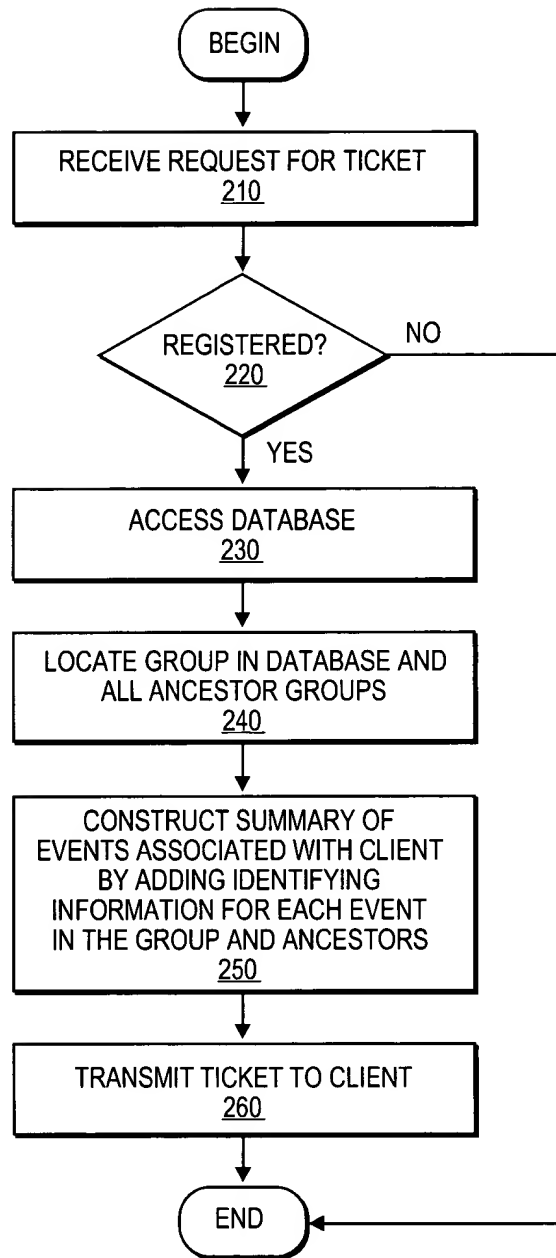 BEGIN
RECEIVE REQUEST FOR TICKET
210
REGISTERED?
220
NO
YES
ACCESS DATABASE
230
LOCATE GROUP IN DATABASE AND
ALL ANCESTOR GROUPS
240
CONSTRUCT SUMMARY OF
EVENTS ASSOCIATED WITH CLIENT
BY ADDING IDENTIFYING
INFORMATION FOR EACH EVENT
IN THE GROUP AND ANCESTORS
250
TRANSMIT TICKET TO CLIENT
260
END